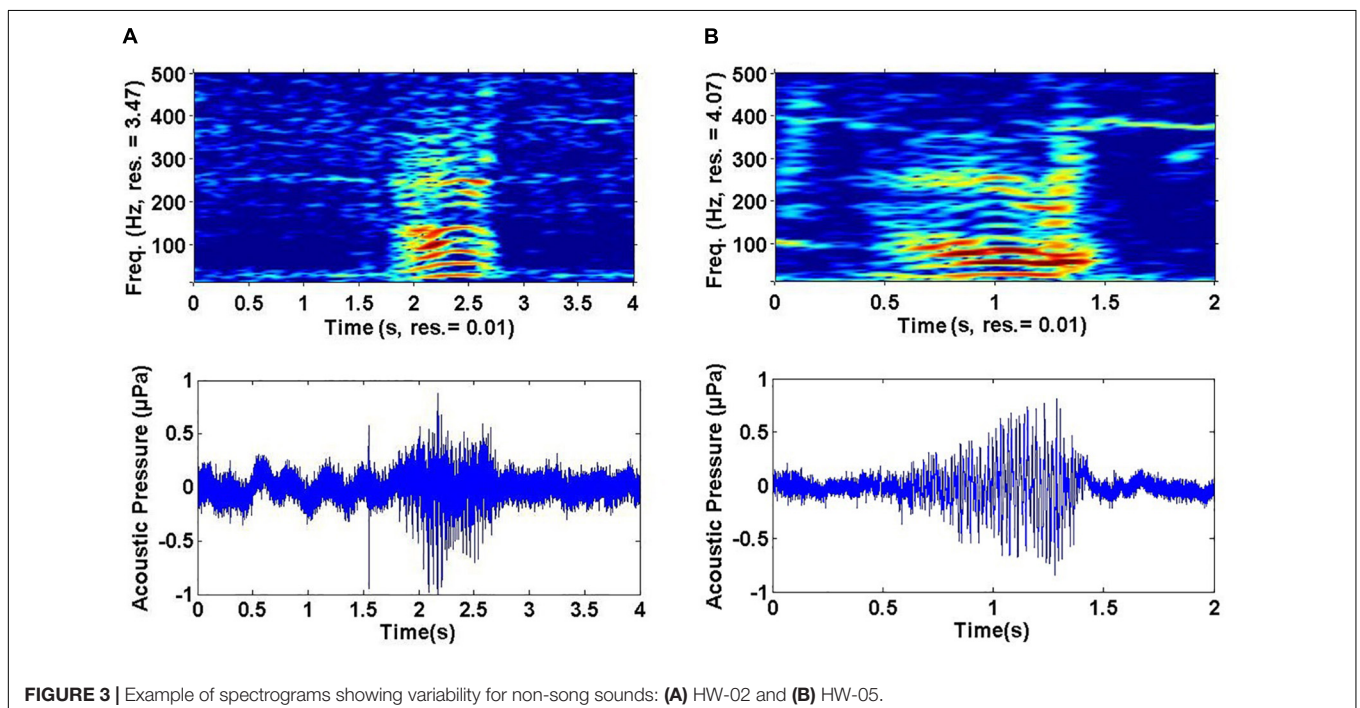 A
Freq. (Hz, res. = 3.47)
500
400
300
200
100
0 0.5 1 1.5 2 2.5 3 3.5 4
Time (s, res.= 0.01)
Acoustic Pressure (µPa)
1
0.5
0
-0.5
-1
0 0.5 1 1.5 2 2.5 3 3.5 4
Time(s)
B
Freq. (Hz, res. = 4.07)
500
400
300
200
100
0 0.5 1 1.5 2
Time (s, res.= 0.01)
Acoustic Pressure (µPa)
1
0.5
0
-0.5
-1
0 0.5 1 1.5 2
Time(s)
FIGURE 3 | Example of spectrograms showing variability for non-song sounds: (A) HW-02 and (B) HW-05.